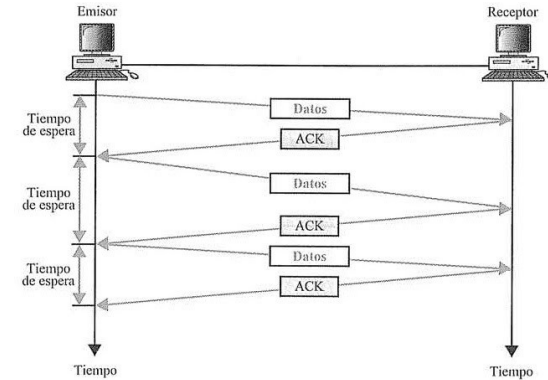 Emisor
Receptor
Datos
Tiempo
de espera
ACK
Datos
Tiempo
de espera
ACK
Datos
Tiempo
de espera
ACK
Tiempo
Tiempo